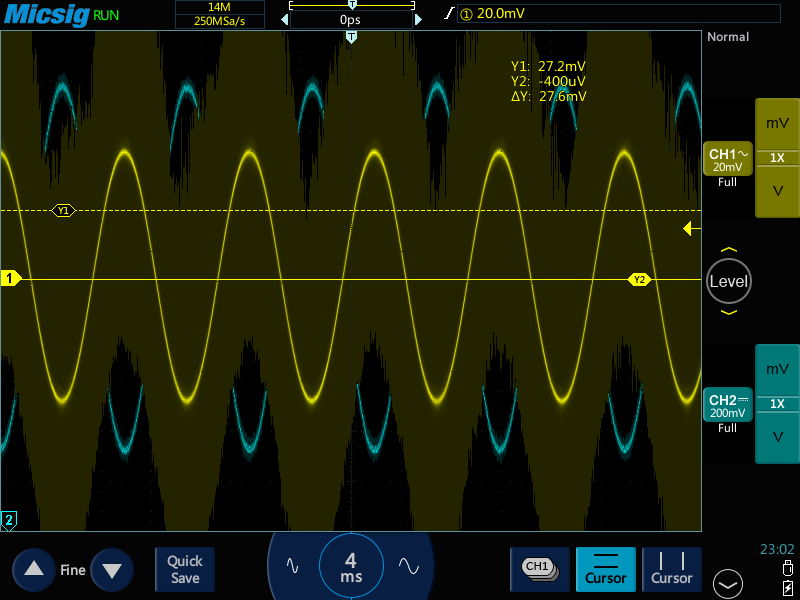 Micsig RUN
14M
250MSa/s
T
0ps
① 20.0mV
T
Normal
Y1: 27.2mV
Y2: -400uV
ΔY: 27.6mV
mV
CH1
20mV
1X
Full
V
Y1
1
Y2
Level
mV
CH2
200mV
1X
Full
V
2
Fine
Quick
Save
4
ms
CH1
Cursor
Cursor
23:02